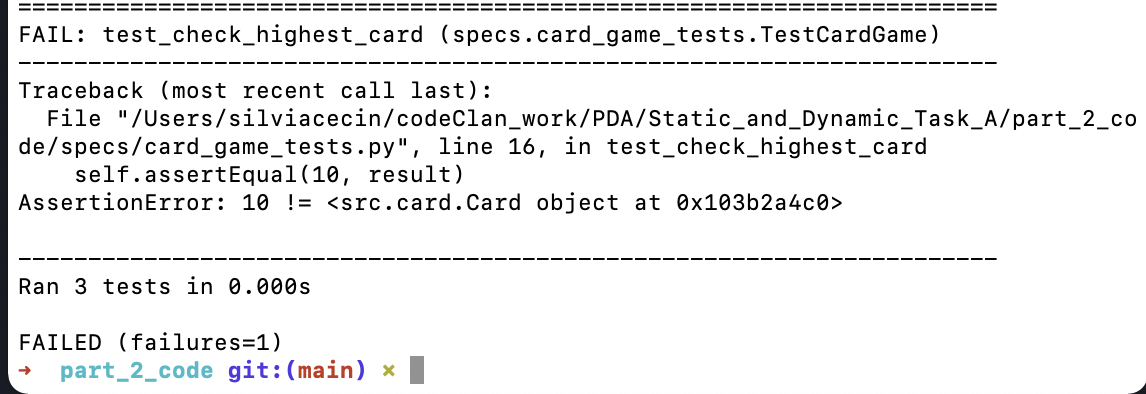 ======================================================================
FAIL: test_check_highest_card (specs.card_game_tests.TestCardGame)
----------------------------------------------------------------------
Traceback (most recent call last):
  File "/Users/silviacecin/codeClan_work/PDA/Static_and_Dynamic_Task_A/part_2_co
de/specs/card_game_tests.py", line 16, in test_check_highest_card
    self.assertEqual(10, result)
AssertionError: 10 != <src.card.Card object at 0x103b2a4c0>

----------------------------------------------------------------------
Ran 3 tests in 0.000s

FAILED (failures=1)
→  part_2_code git:(main) ×